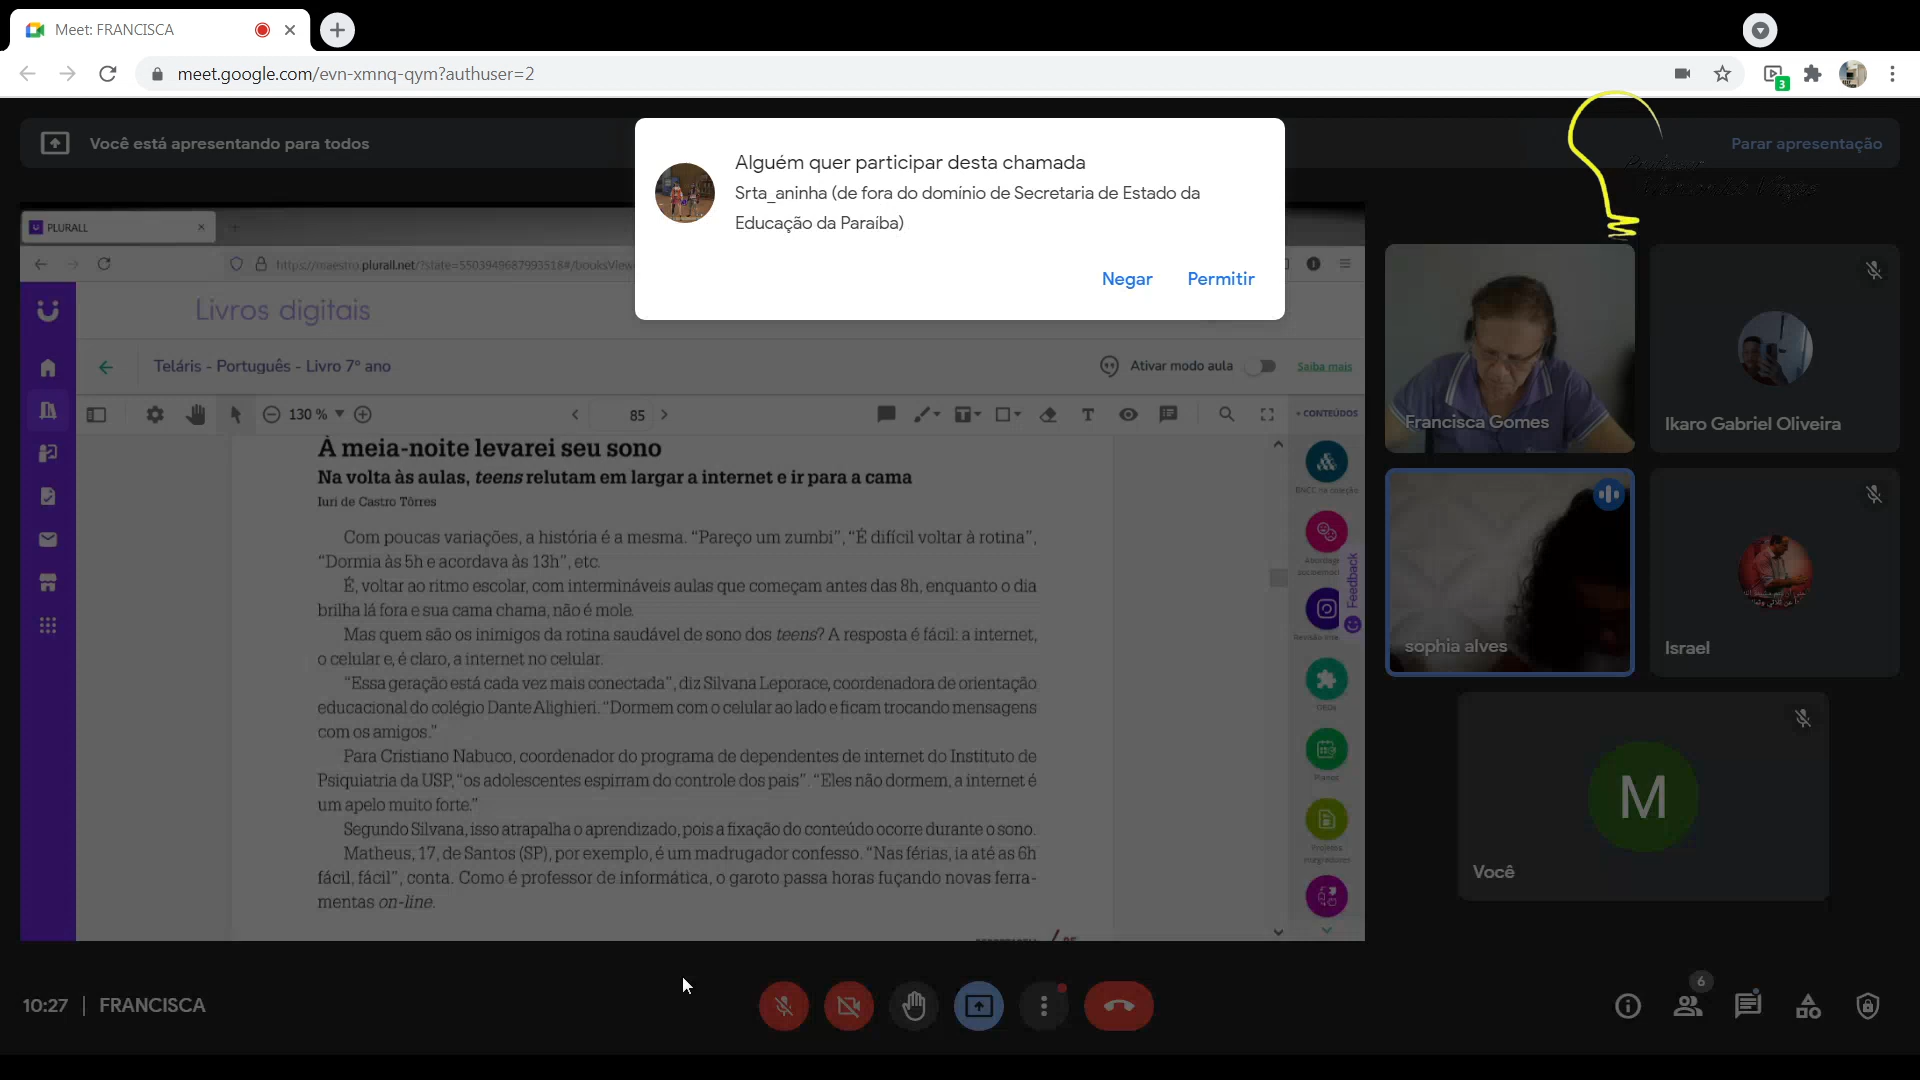 Meet: FRANCISCA
meet.google.com/evn-xmnq-qym?authuser=2
3
Você está apresentando para todos
Parar apresentação
Alguém quer participar desta chamada
Srta_aninha (de fora do domínio de Secretaria de Estado da
Educação da Paraíba)
Negar
Permitir
PLURALL
https://maestro.plurall.net/?state=5503949687993518#/booksView
Livros digitais
Teláris - Português - Livro 7º ano
Ativar modo aula
Saiba mais
130 %
85
CONTEÚDOS
À meia-noite levarei seu sono
Na volta às aulas, teens relutam em largar a internet e ir para a cama
Iuri de Castro Tôrres
Com poucas variações, a história é a mesma. “Pareço um zumbi”, “É difícil voltar à rotina”,
“Dormia às 5h e acordava às 13h”, etc.
É, voltar ao ritmo escolar, com intermináveis aulas que começam antes das 8h, enquanto o dia
brilha lá fora e sua cama chama, não é mole.
Mas quem são os inimigos da rotina saudável de sono dos teens? A resposta é fácil: a internet,
o celular e, é claro, a internet no celular.
“Essa geração está cada vez mais conectada”, diz Silvana Leporace, coordenadora de orientação
educacional do colégio Dante Alighieri. “Dormem com o celular ao lado e ficam trocando mensagens
com os amigos.”
Para Cristiano Nabuco, coordenador do programa de dependentes de internet do Instituto de
Psiquiatria da USP, “os adolescentes espirram do controle dos pais”. “Eles não dormem, a internet é
um apelo muito forte.”
Segundo Silvana, isso atrapalha o aprendizado, pois a fixação do conteúdo ocorre durante o sono.
Matheus, 17, de Santos (SP), por exemplo, é um madrugador confesso. “Nas férias, ia até as 6h
fácil, fácil”, conta. Como é professor de informática, o garoto passa horas fuçando novas ferra-
mentas on-line.
Feedback
OEDs
Planos
Projetos
Francisca Gomes
Ikaro Gabriel Oliveira
sophia alves
Israel
M
Você
10:27 | FRANCISCA
6